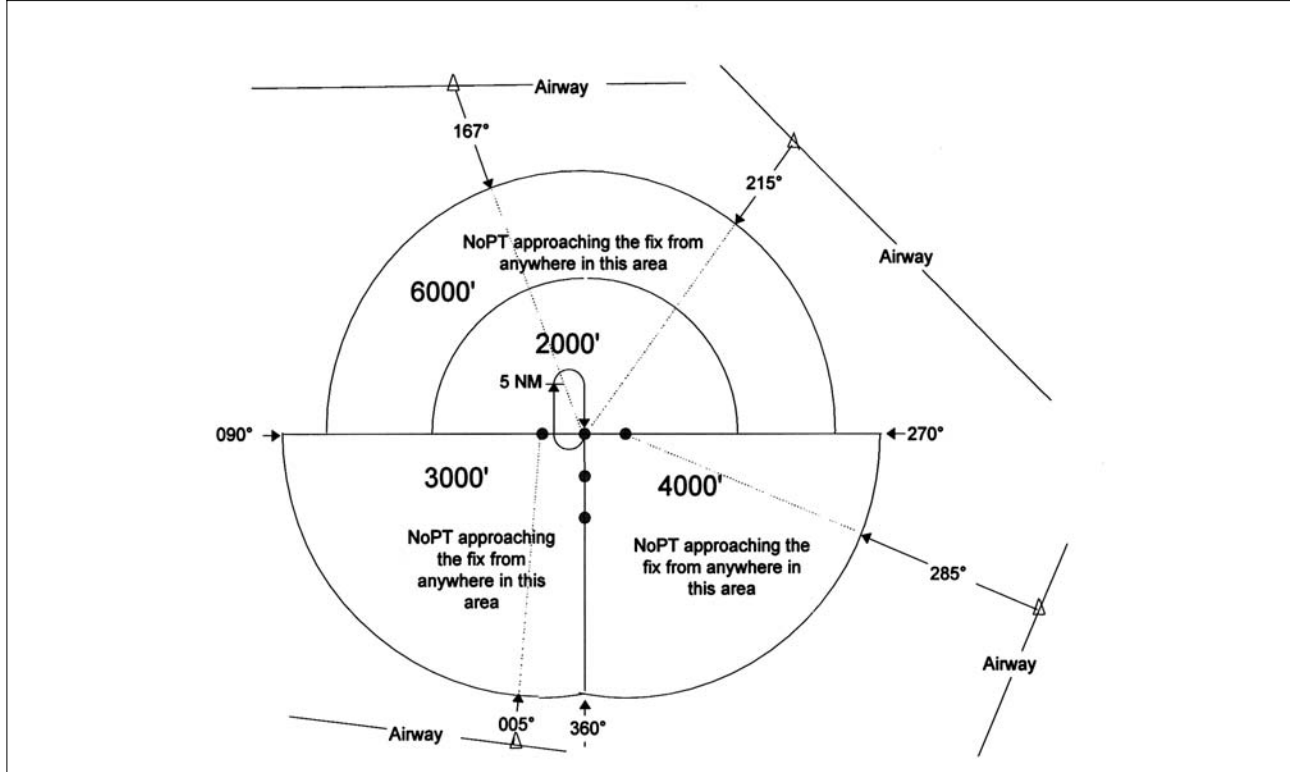 Airway
167°
215°
NoPT approaching the fix from
anywhere in this area
Airway
6000'
2000'
5 NM
090°
270°
3000'
4000'
NoPT approaching
the fix from
anywhere in this
area
NoPT approaching the
fix from anywhere in
this area
285°
Airway
005°
360°
Airway